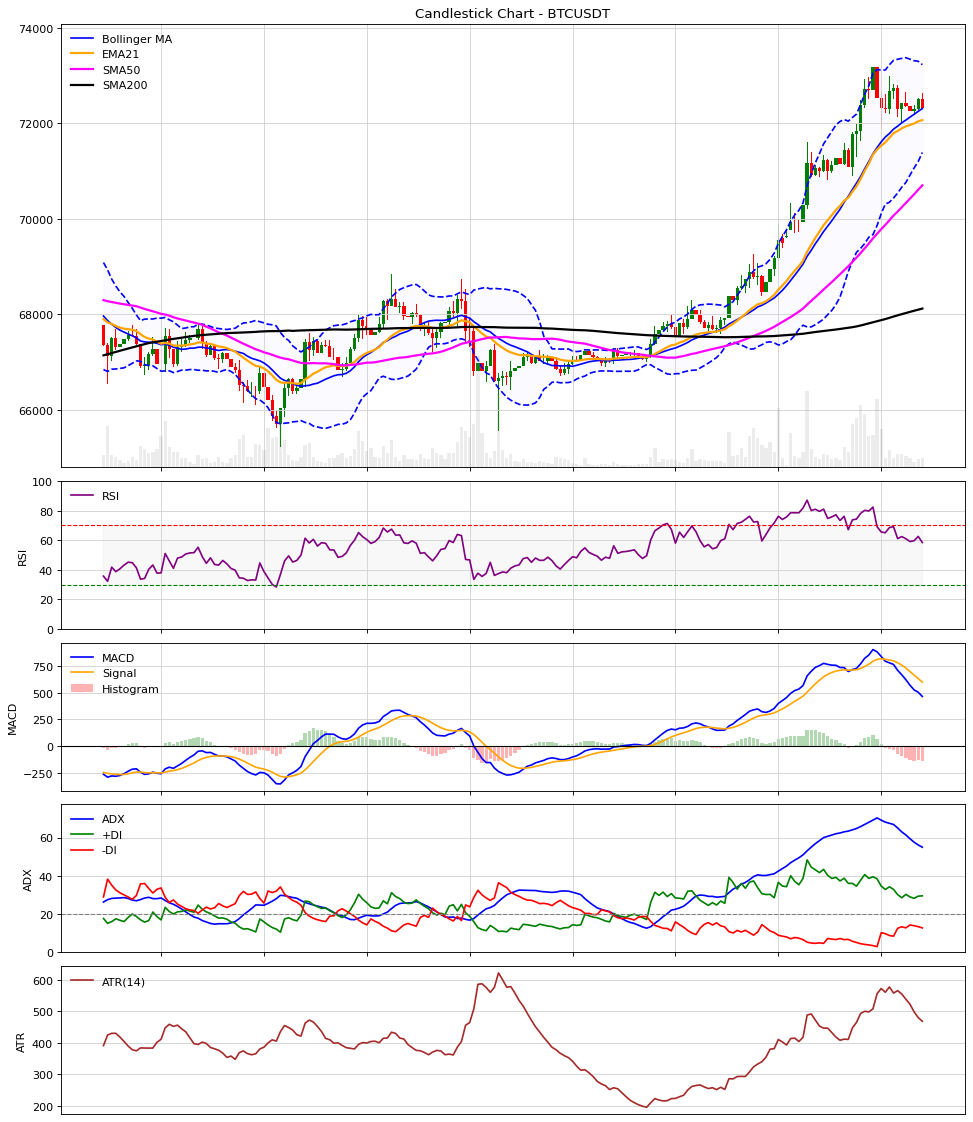 Candlestick Chart - BTCUSDT
74000
72000
70000
68000
66000
Bollinger MA
EMA21
SMA50
SMA200
100
80
60
40
20
0
RSI
RSI
750
500
250
0
−250
MACD
MACD
Signal
Histogram
60
40
20
0
ADX
ADX
+DI
-DI
600
500
400
300
200
ATR
ATR(14)